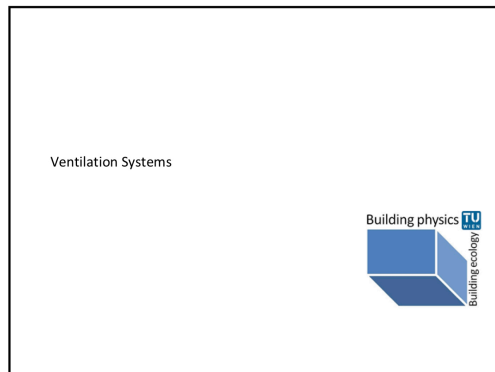 Ventilation Systems
Building physics
TU
WIEN
Building ecology